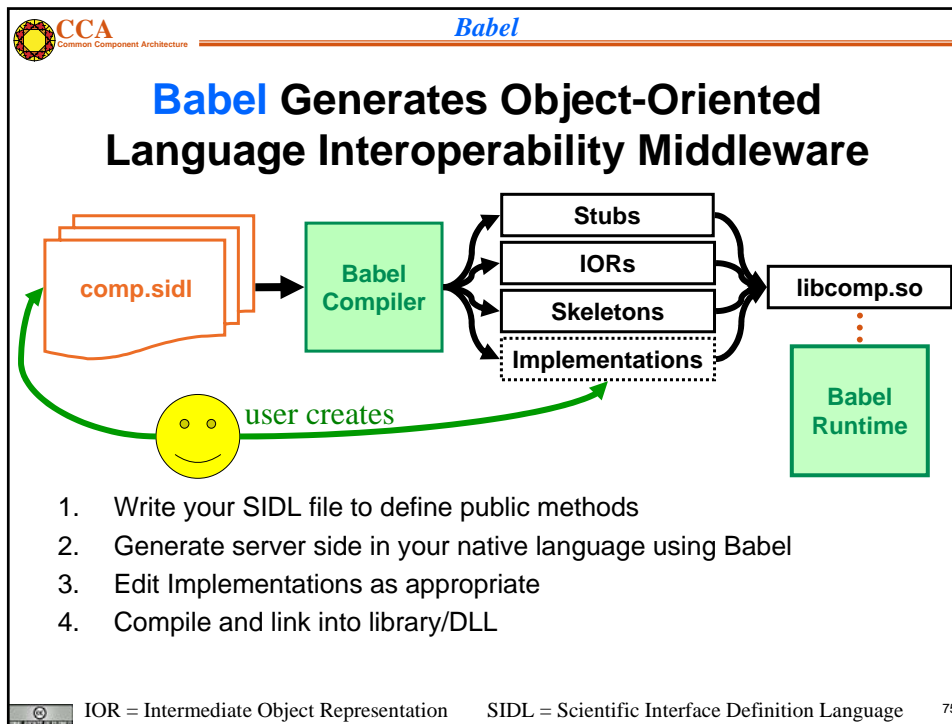 CCA
Common Component Architecture
Babel
Babel Generates Object-Oriented
Language Interoperability Middleware
comp.sidl
Babel
Compiler
Stubs
IORs
Skeletons
Implementations
libcomp.so
Babel
Runtime
user creates
1. Write your SIDL file to define public methods
2. Generate server side in your native language using Babel
3. Edit Implementations as appropriate
4. Compile and link into library/DLL
IOR = Intermediate Object Representation SIDL = Scientific Interface Definition Language